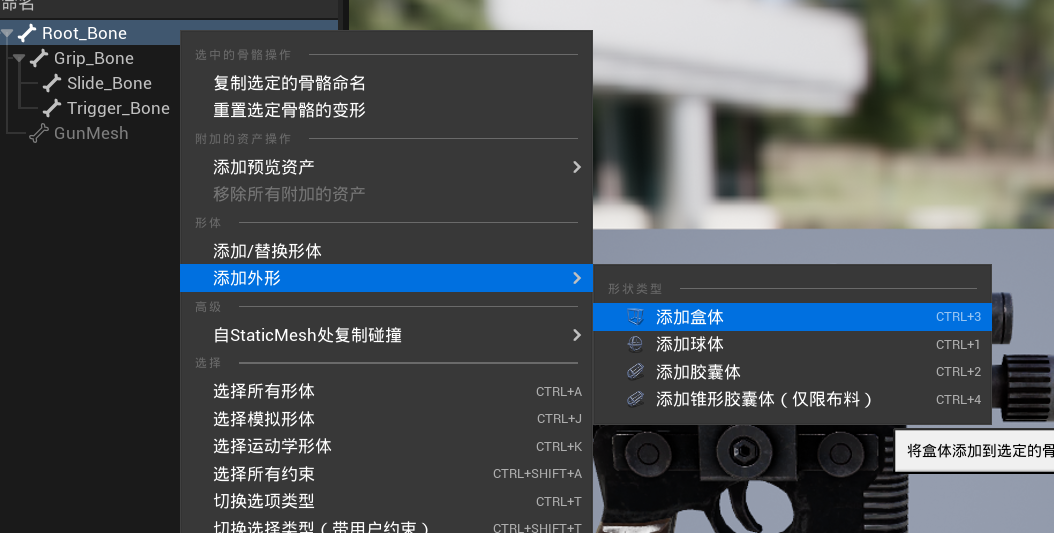 命名
Root_Bone
Grip_Bone
Slide_Bone
Trigger_Bone
GunMesh
选中的骨骼操作
复制选定的骨骼命名
重置选定骨骼的变形
附加的资产操作
添加预览资产
移除所有附加的资产
形体
添加/替换形体
添加外形
高级
自StaticMesh处复制碰撞
选择
选择所有形体 CTRL+A
选择模拟形体 CTRL+J
选择运动学形体 CTRL+K
选择所有约束 CTRL+SHIFT+A
切换选项类型 CTRL+T
切换选择类型（带用户约束） CTRL+SHIFT+T
形状类型
添加盒体 CTRL+3
添加球体 CTRL+1
添加胶囊体 CTRL+2
添加锥形胶囊体（仅限布料） CTRL+4
将盒体添加到选定的骨